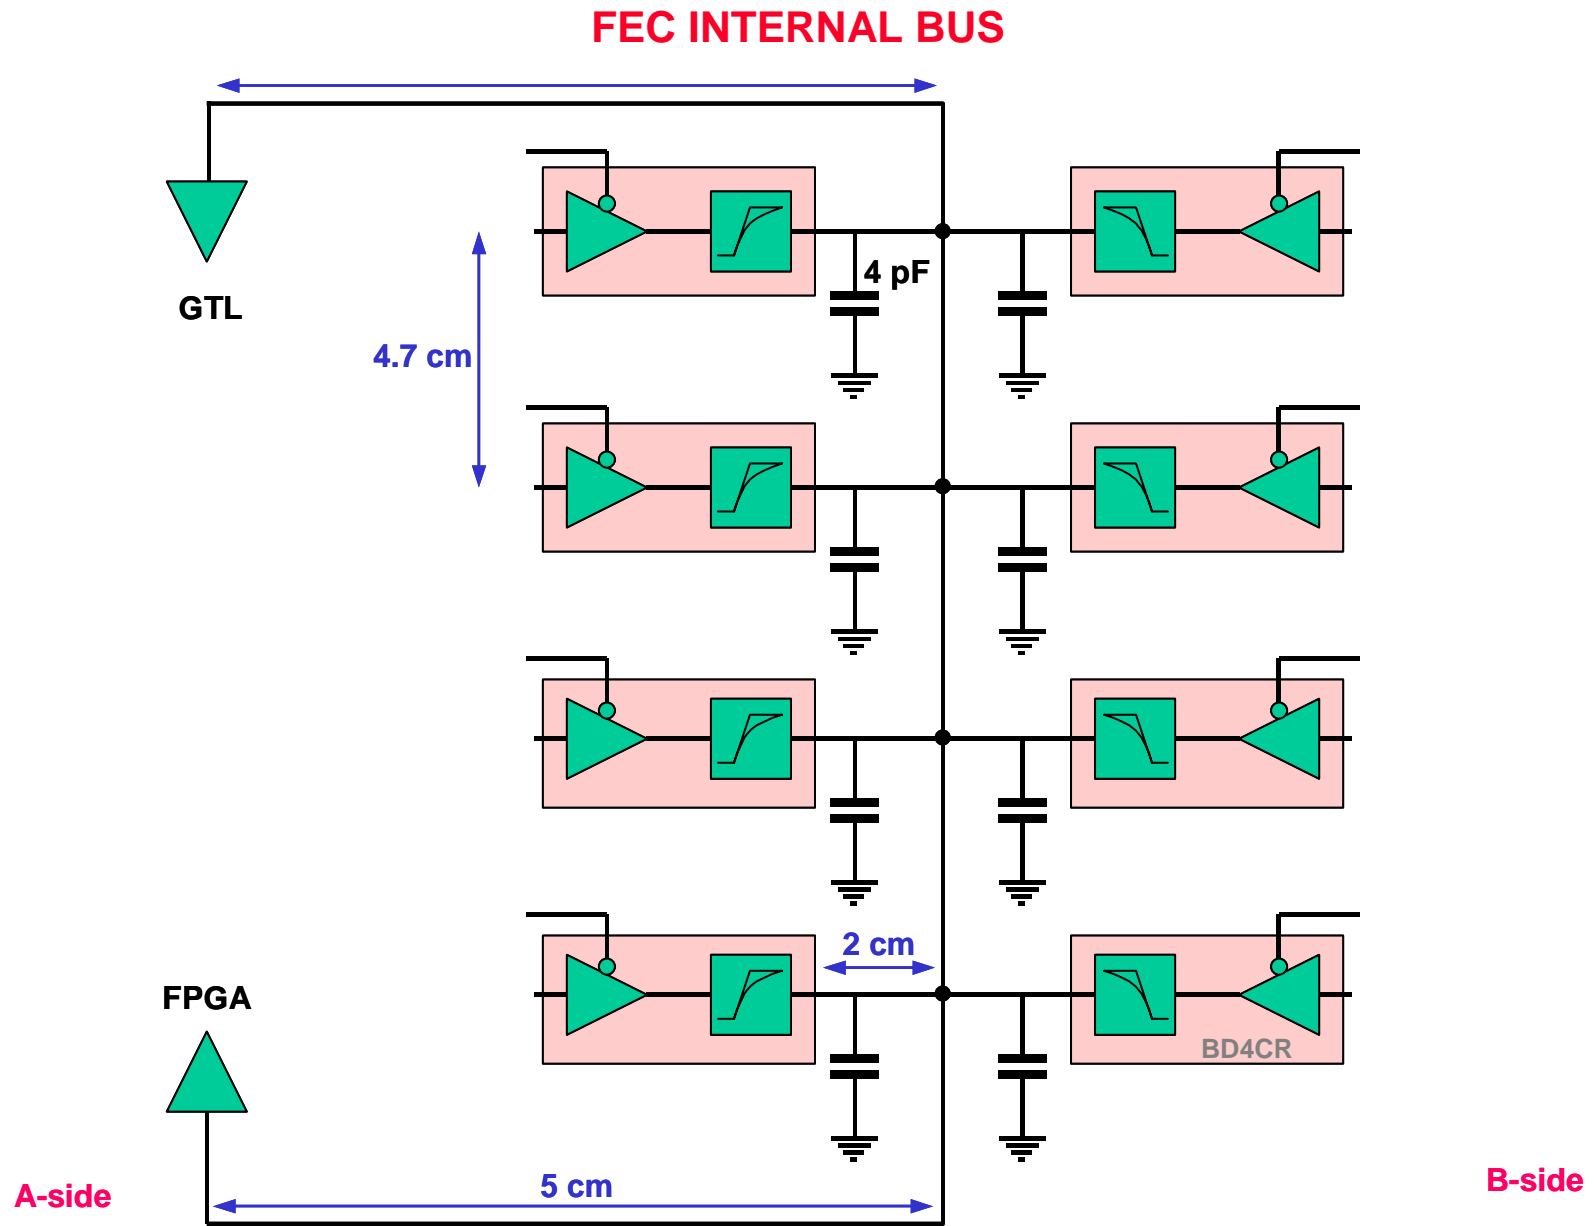 FEC INTERNAL BUS
4 pF
GTL
4.7 cm
2 cm
FPGA
BD4CR
5 cm
A-side
B-side